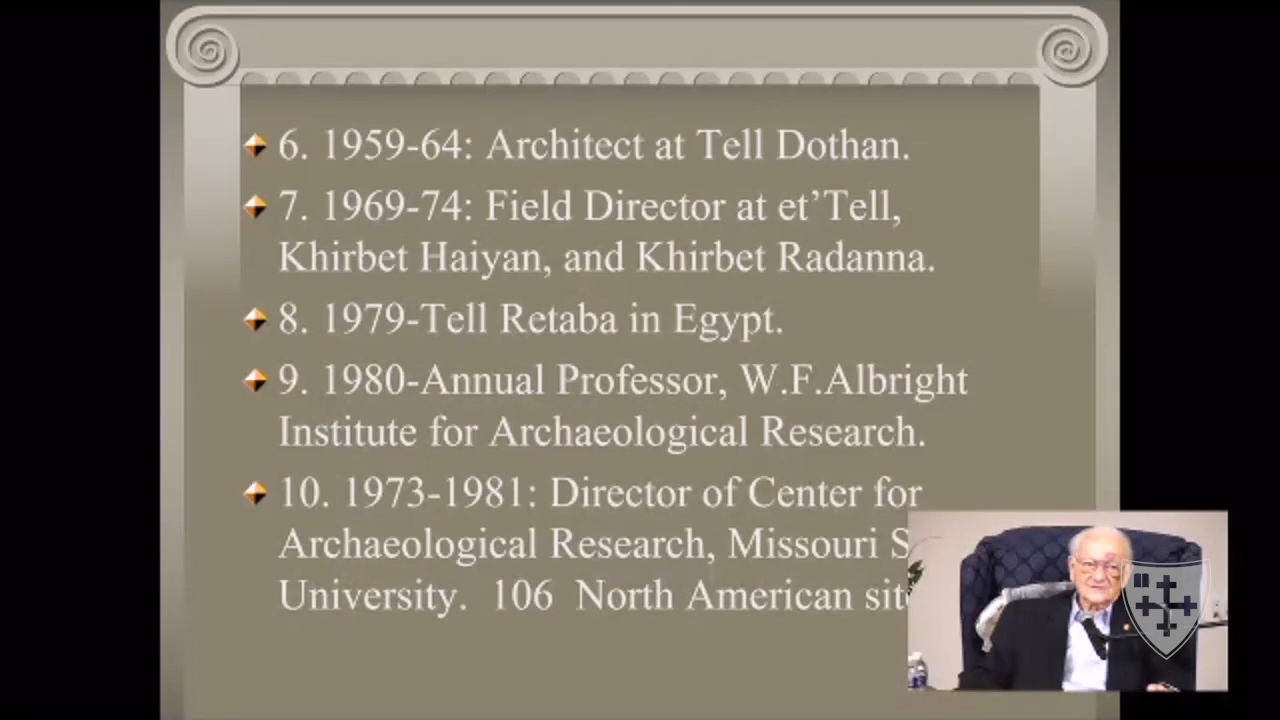 6. 1959-64: Architect at Tell Dothan.
7. 1969-74: Field Director at et’Tell,
Khirbet Haiyan, and Khirbet Radanna.
8. 1979-Tell Retaba in Egypt.
9. 1980-Annual Professor, W.F.Albright
Institute for Archaeological Research.
10. 1973-1981: Director of Center for
Archaeological Research, Missouri
University. 106 North American